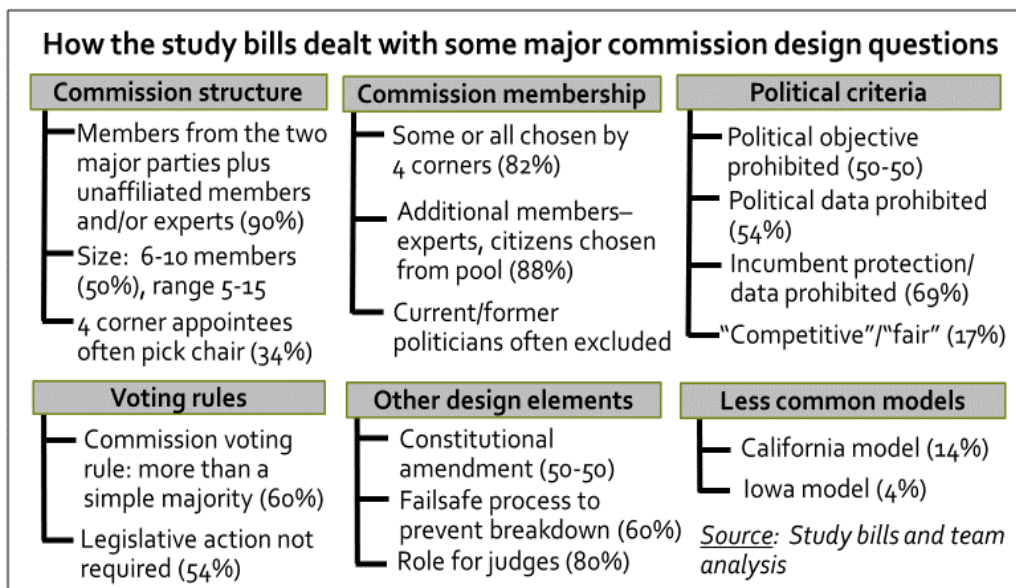 How the study bills dealt with some major commission design questions
Commission structure
Members from the two
major parties plus
unaffiliated members
and/or experts (90%)
Size: 6-10 members
(50%), range 5-15
4 corner appointees
often pick chair (34%)
Commission membership
Some or all chosen by
4 corners (82%)
Additional members–
experts, citizens chosen
from pool (88%)
Current/former
politicians often excluded
Political criteria
Political objective
prohibited (50-50)
Political data prohibited
(54%)
Incumbent protection/
data prohibited (69%)
“Competitive”/“fair” (17%)
Voting rules
Commission voting
rule: more than a
simple majority (60%)
Legislative action not
required (54%)
Other design elements
Constitutional
amendment (50-50)
Failsafe process to
prevent breakdown (60%)
Role for judges (80%)
Less common models
California model (14%)
Iowa model (4%)
Source: Study bills and team
analysis